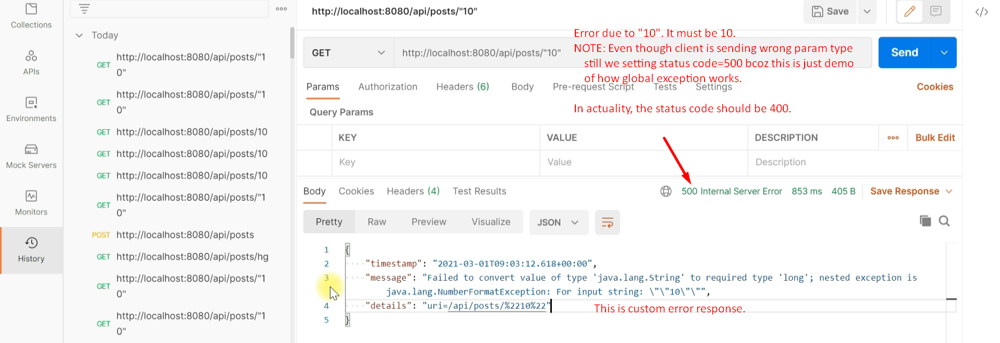 Collections
APIs
Environments
Mock Servers
Monitors
History
Today
GET http://localhost:8080/api/posts/"1
0"
GET http://localhost:8080/api/posts/"1
0"
GET http://localhost:8080/api/posts/10
GET http://localhost:8080/api/posts/10
GET http://localhost:8080/api/posts/10
GET http://localhost:8080/api/posts/"1
0"
POST http://localhost:8080/api/posts
GET http://localhost:8080/api/posts/hg
GET http://localhost:8080/api/posts/"1
0"
GET http://localhost:8080/api/posts/"1
0"
http://localhost:8080/api/posts/"10"
Save
GET http://localhost:8080/api/posts/"10"
Send
Error due to "10". It must be 10.
NOTE: Even though client is sending wrong param type
still we setting status code=500 bcoz this is just demo
of how global exception works.
In actuality, the status code should be 400.
Params Authorization Headers (6) Body Pre-request Script Tests Settings Cookies
Query Params
KEY VALUE DESCRIPTION Bulk Edit
Key Value Description
Body Cookies Headers (4) Test Results 500 Internal Server Error 853 ms 405 B Save Response
Pretty Raw Preview Visualize JSON
1 {
2 "timestamp": "2021-03-01T09:03:12.618+00:00",
3 "message": "Failed to convert value of type 'java.lang.String' to required type 'long'; nested exception is
java.lang.NumberFormatException: For input string: \"\"10\"\"",
4 "details": "uri=/api/posts/%2210%22"
5 }
This is custom error response.